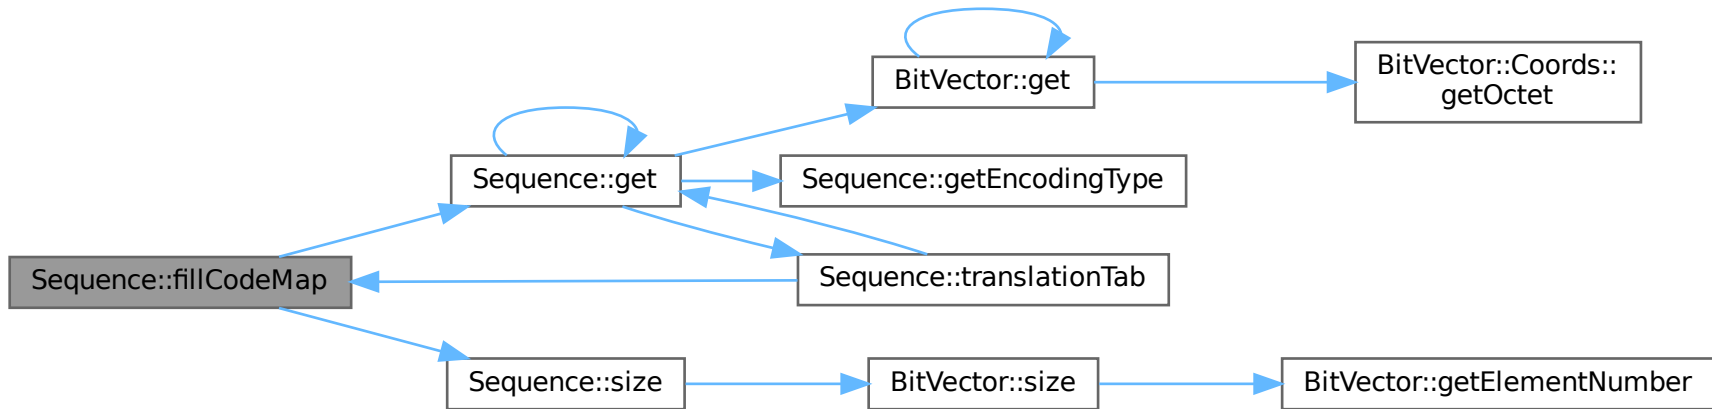 BitVector::get
BitVector::Coords::
getOctet
Sequence::get
Sequence::getEncodingType
Sequence::fillCodeMap
Sequence::translationTab
Sequence::size
BitVector::size
BitVector::getElementNumber